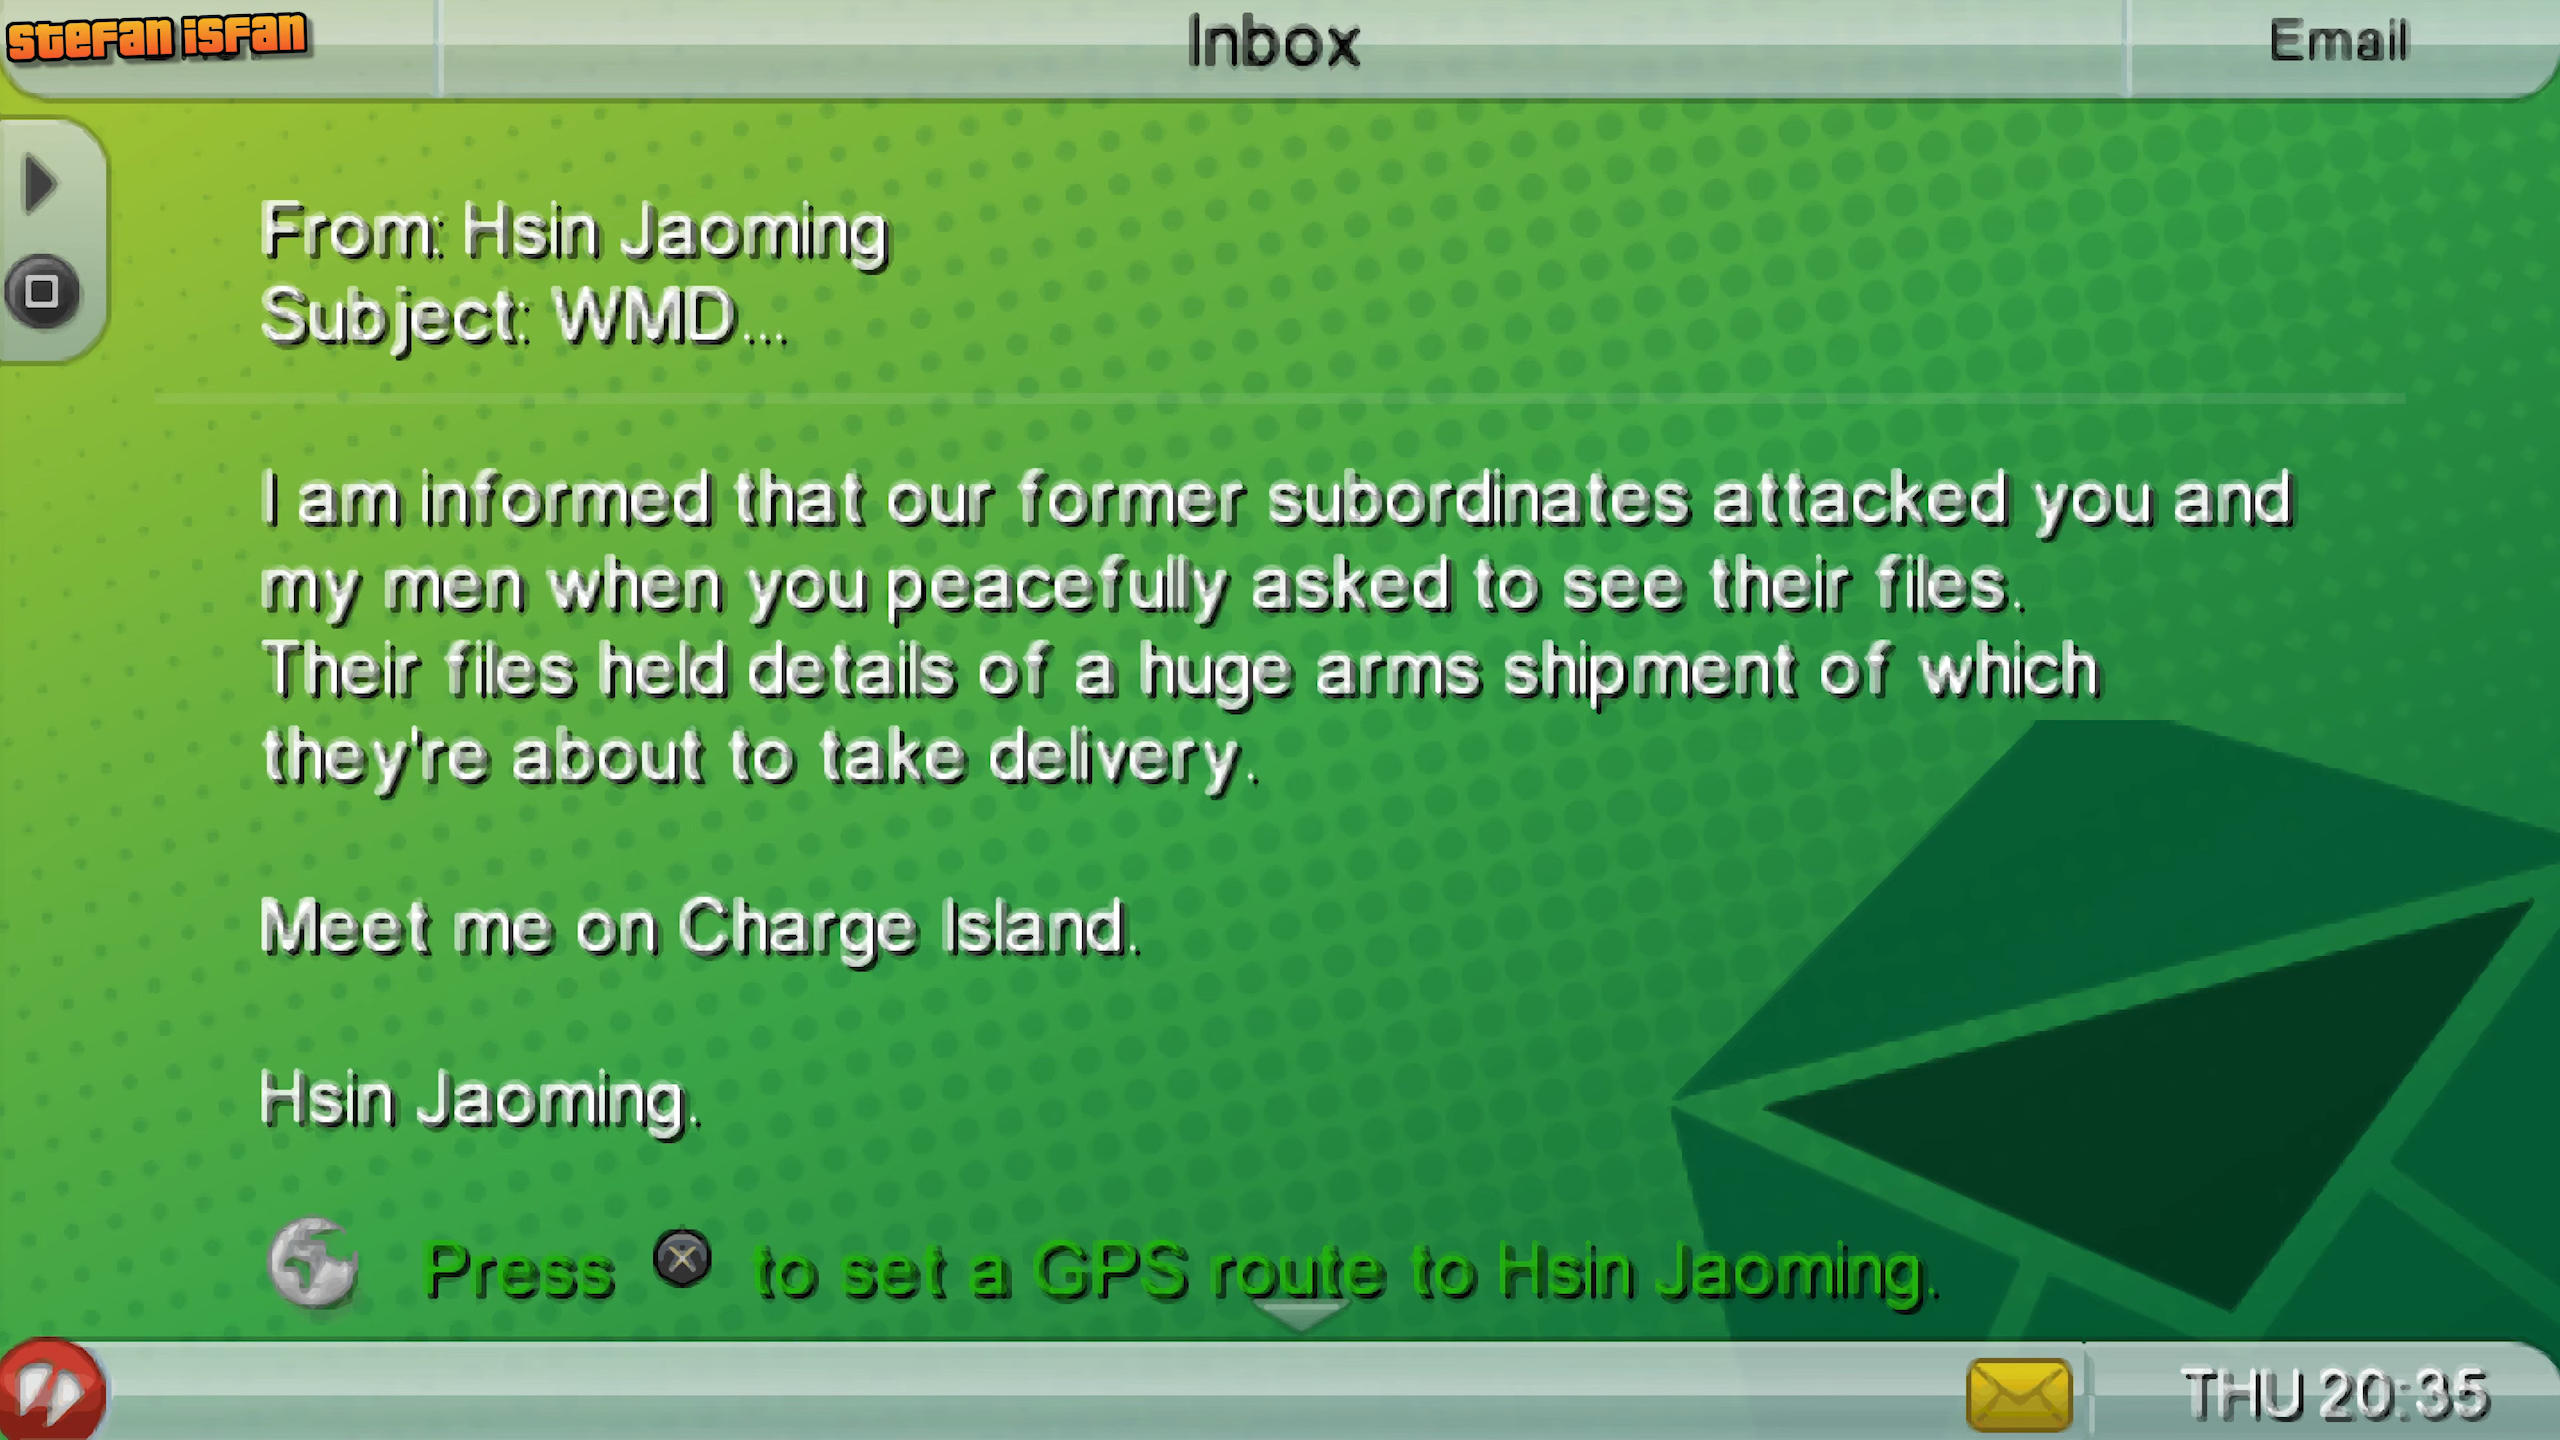 STEFAN ISFAN
Inbox
Email
From: Hsin Jaoming
Subject: WMD...
I am informed that our former subordinates attacked you and
my men when you peacefully asked to see their files.
Their files held details of a huge arms shipment of which
they're about to take delivery.
Meet me on Charge Island.
Hsin Jaoming.
Press to set a GPS route to Hsin Jaoming.
THU 20:35